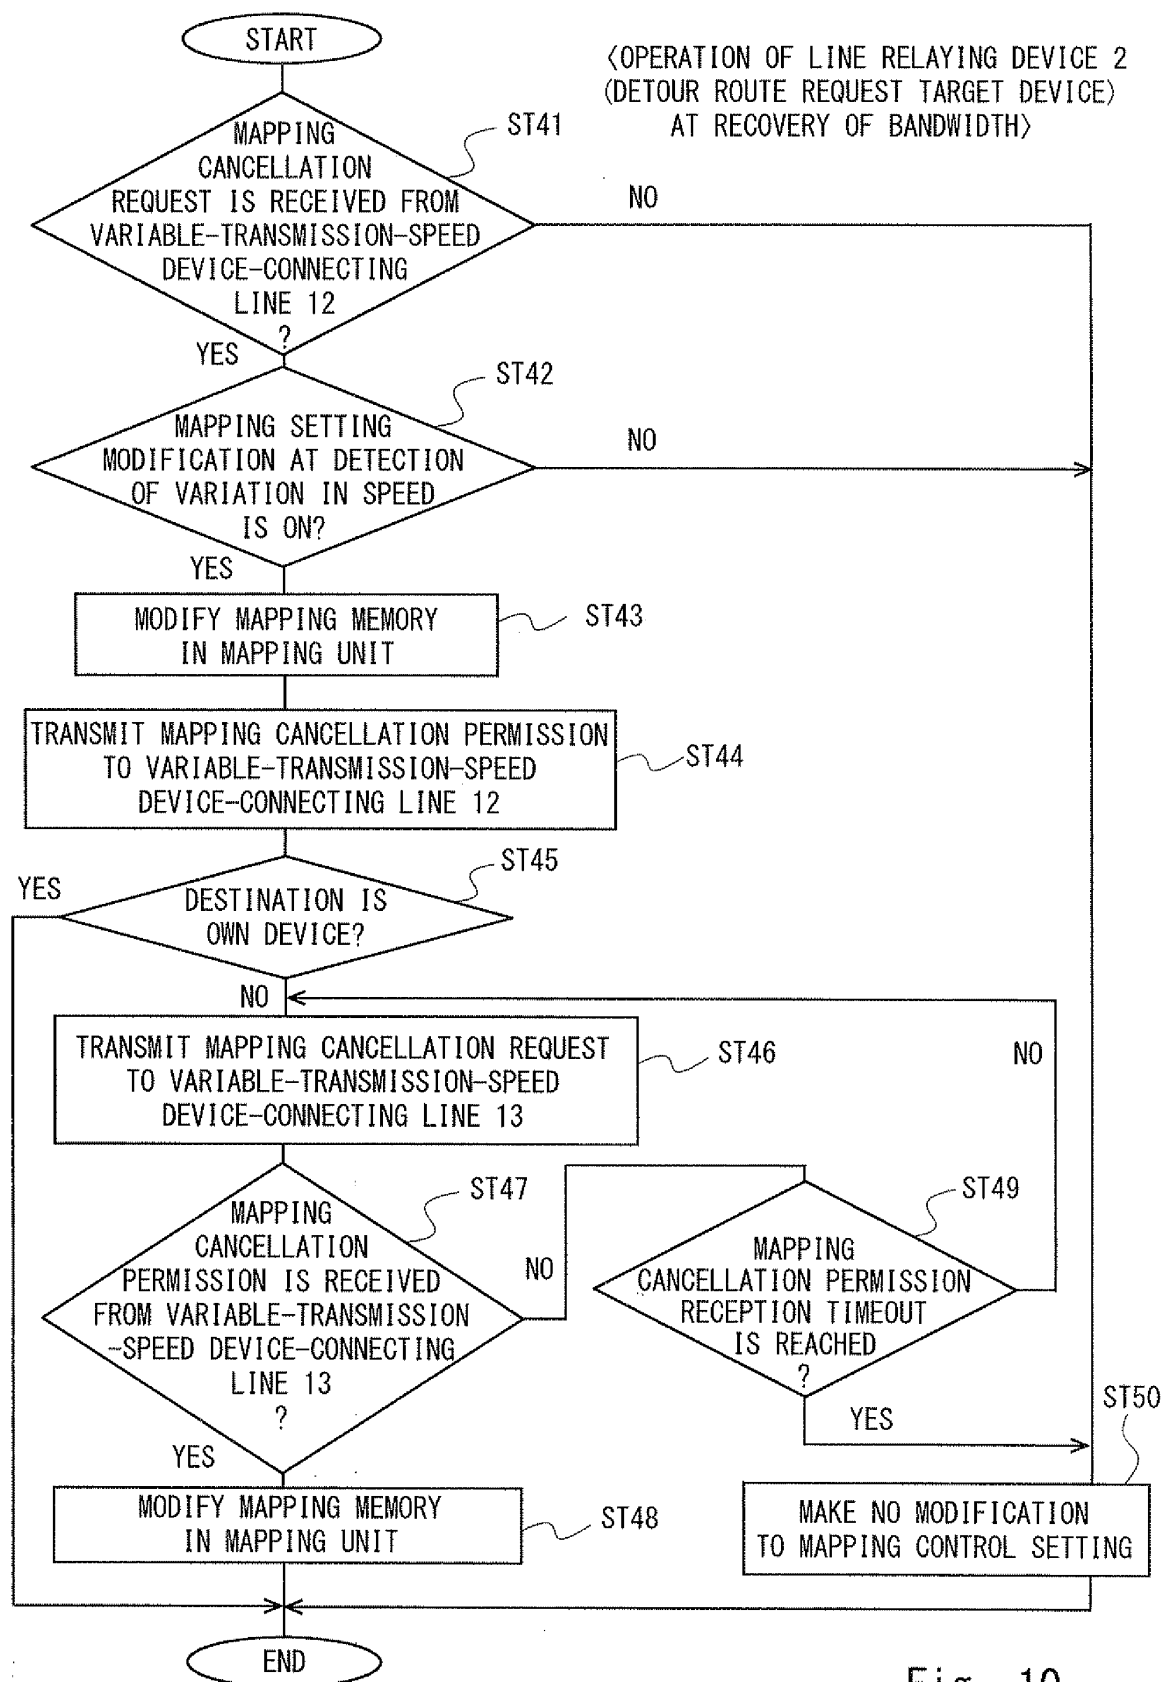 START
〈OPERATION OF LINE RELAYING DEVICE 2
(DETOUR ROUTE REQUEST TARGET DEVICE)
AT RECOVERY OF BANDWIDTH〉
ST41
MAPPING
CANCELLATION
REQUEST IS RECEIVED FROM
VARIABLE-TRANSMISSION-SPEED
DEVICE-CONNECTING
LINE 12
?
NO
YES
ST42
MAPPING SETTING
MODIFICATION AT DETECTION
OF VARIATION IN SPEED
IS ON?
NO
YES
MODIFY MAPPING MEMORY
IN MAPPING UNIT
ST43
TRANSMIT MAPPING CANCELLATION PERMISSION
TO VARIABLE-TRANSMISSION-SPEED
DEVICE-CONNECTING LINE 12
ST44
ST45
YES
DESTINATION IS
OWN DEVICE?
NO
TRANSMIT MAPPING CANCELLATION REQUEST
TO VARIABLE-TRANSMISSION-SPEED
DEVICE-CONNECTING LINE 13
ST46
NO
ST47
MAPPING
CANCELLATION
PERMISSION IS RECEIVED
FROM VARIABLE-TRANSMISSION
-SPEED DEVICE-CONNECTING
LINE 13
?
NO
YES
ST49
MAPPING
CANCELLATION PERMISSION
RECEPTION TIMEOUT
IS REACHED
?
YES
ST50
MODIFY MAPPING MEMORY
IN MAPPING UNIT
ST48
MAKE NO MODIFICATION
TO MAPPING CONTROL SETTING
END